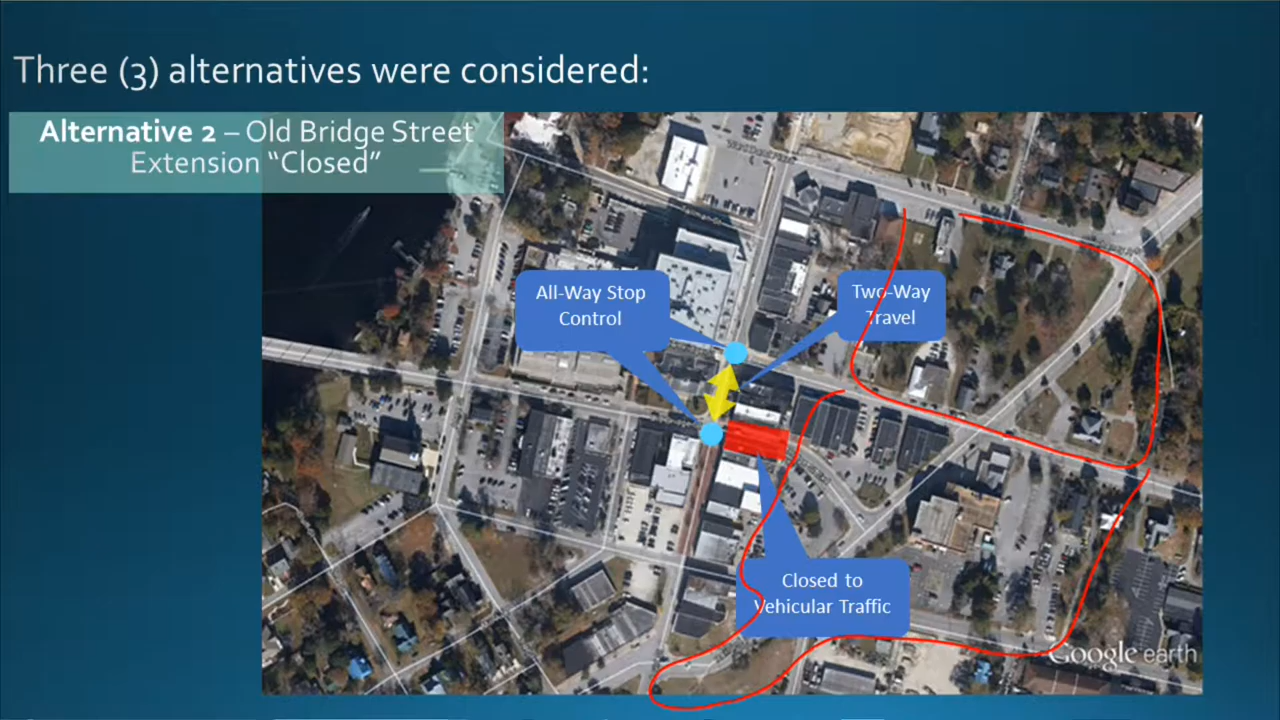 Three (3) alternatives were considered:
Alternative 2 – Old Bridge Street
Extension “Closed”
All-Way Stop
Control
Two-Way
Travel
Closed to
Vehicular Traffic
Google earth